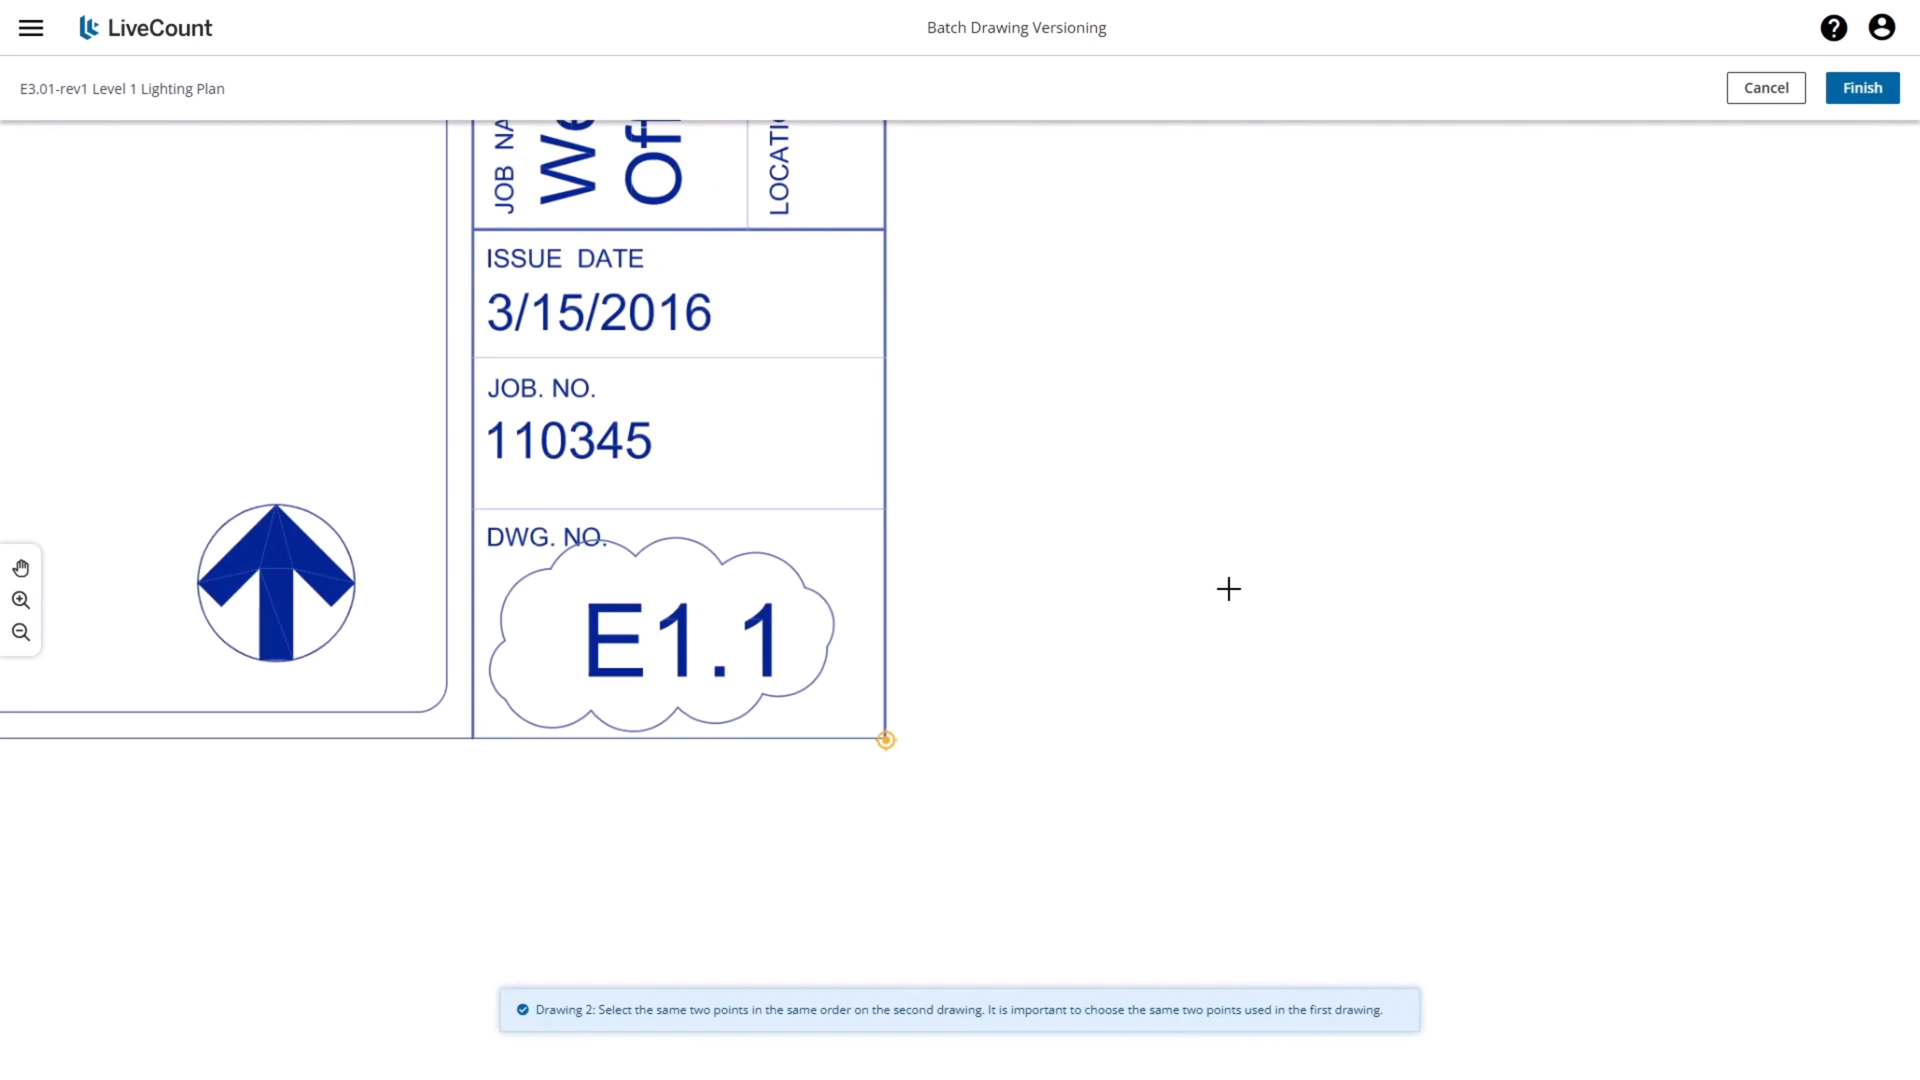 LiveCount
Batch Drawing Versioning
E3.01-rev1 Level 1 Lighting Plan
Cancel
Finish
JOB
ISSUE DATE
3/15/2016
JOB. NO.
110345
DWG. NO.
E1.1
Drawing 2: Select the same two points in the same order on the second drawing. It is important to choose the same two points used in the first drawing.